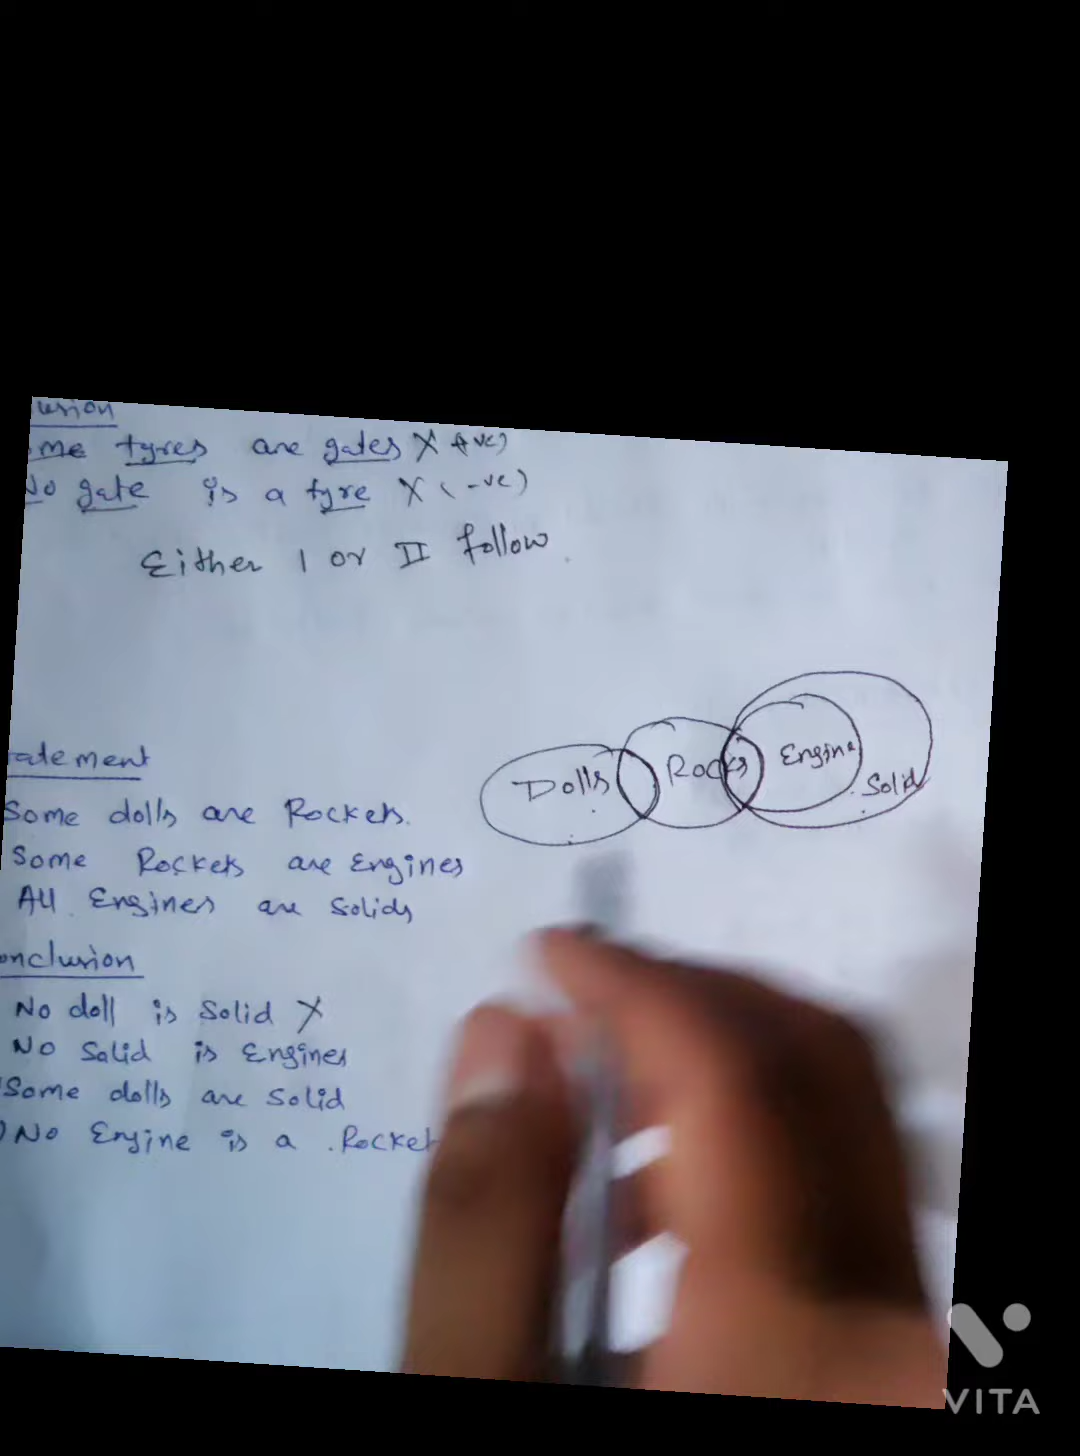 usion
me tyres are gates X +ve)
No gate is a tyre X (-ve)
Either I or II follow.
atement
Some dolls are Rockets.
Some Rockets are Engines
All Engines are Solids
onclusion
No doll is Solid X
No Solid is Engines
Some dolls are Solid
) No Engine is a Rocket
Dolls
Rocks
Engine
Solid
VITA